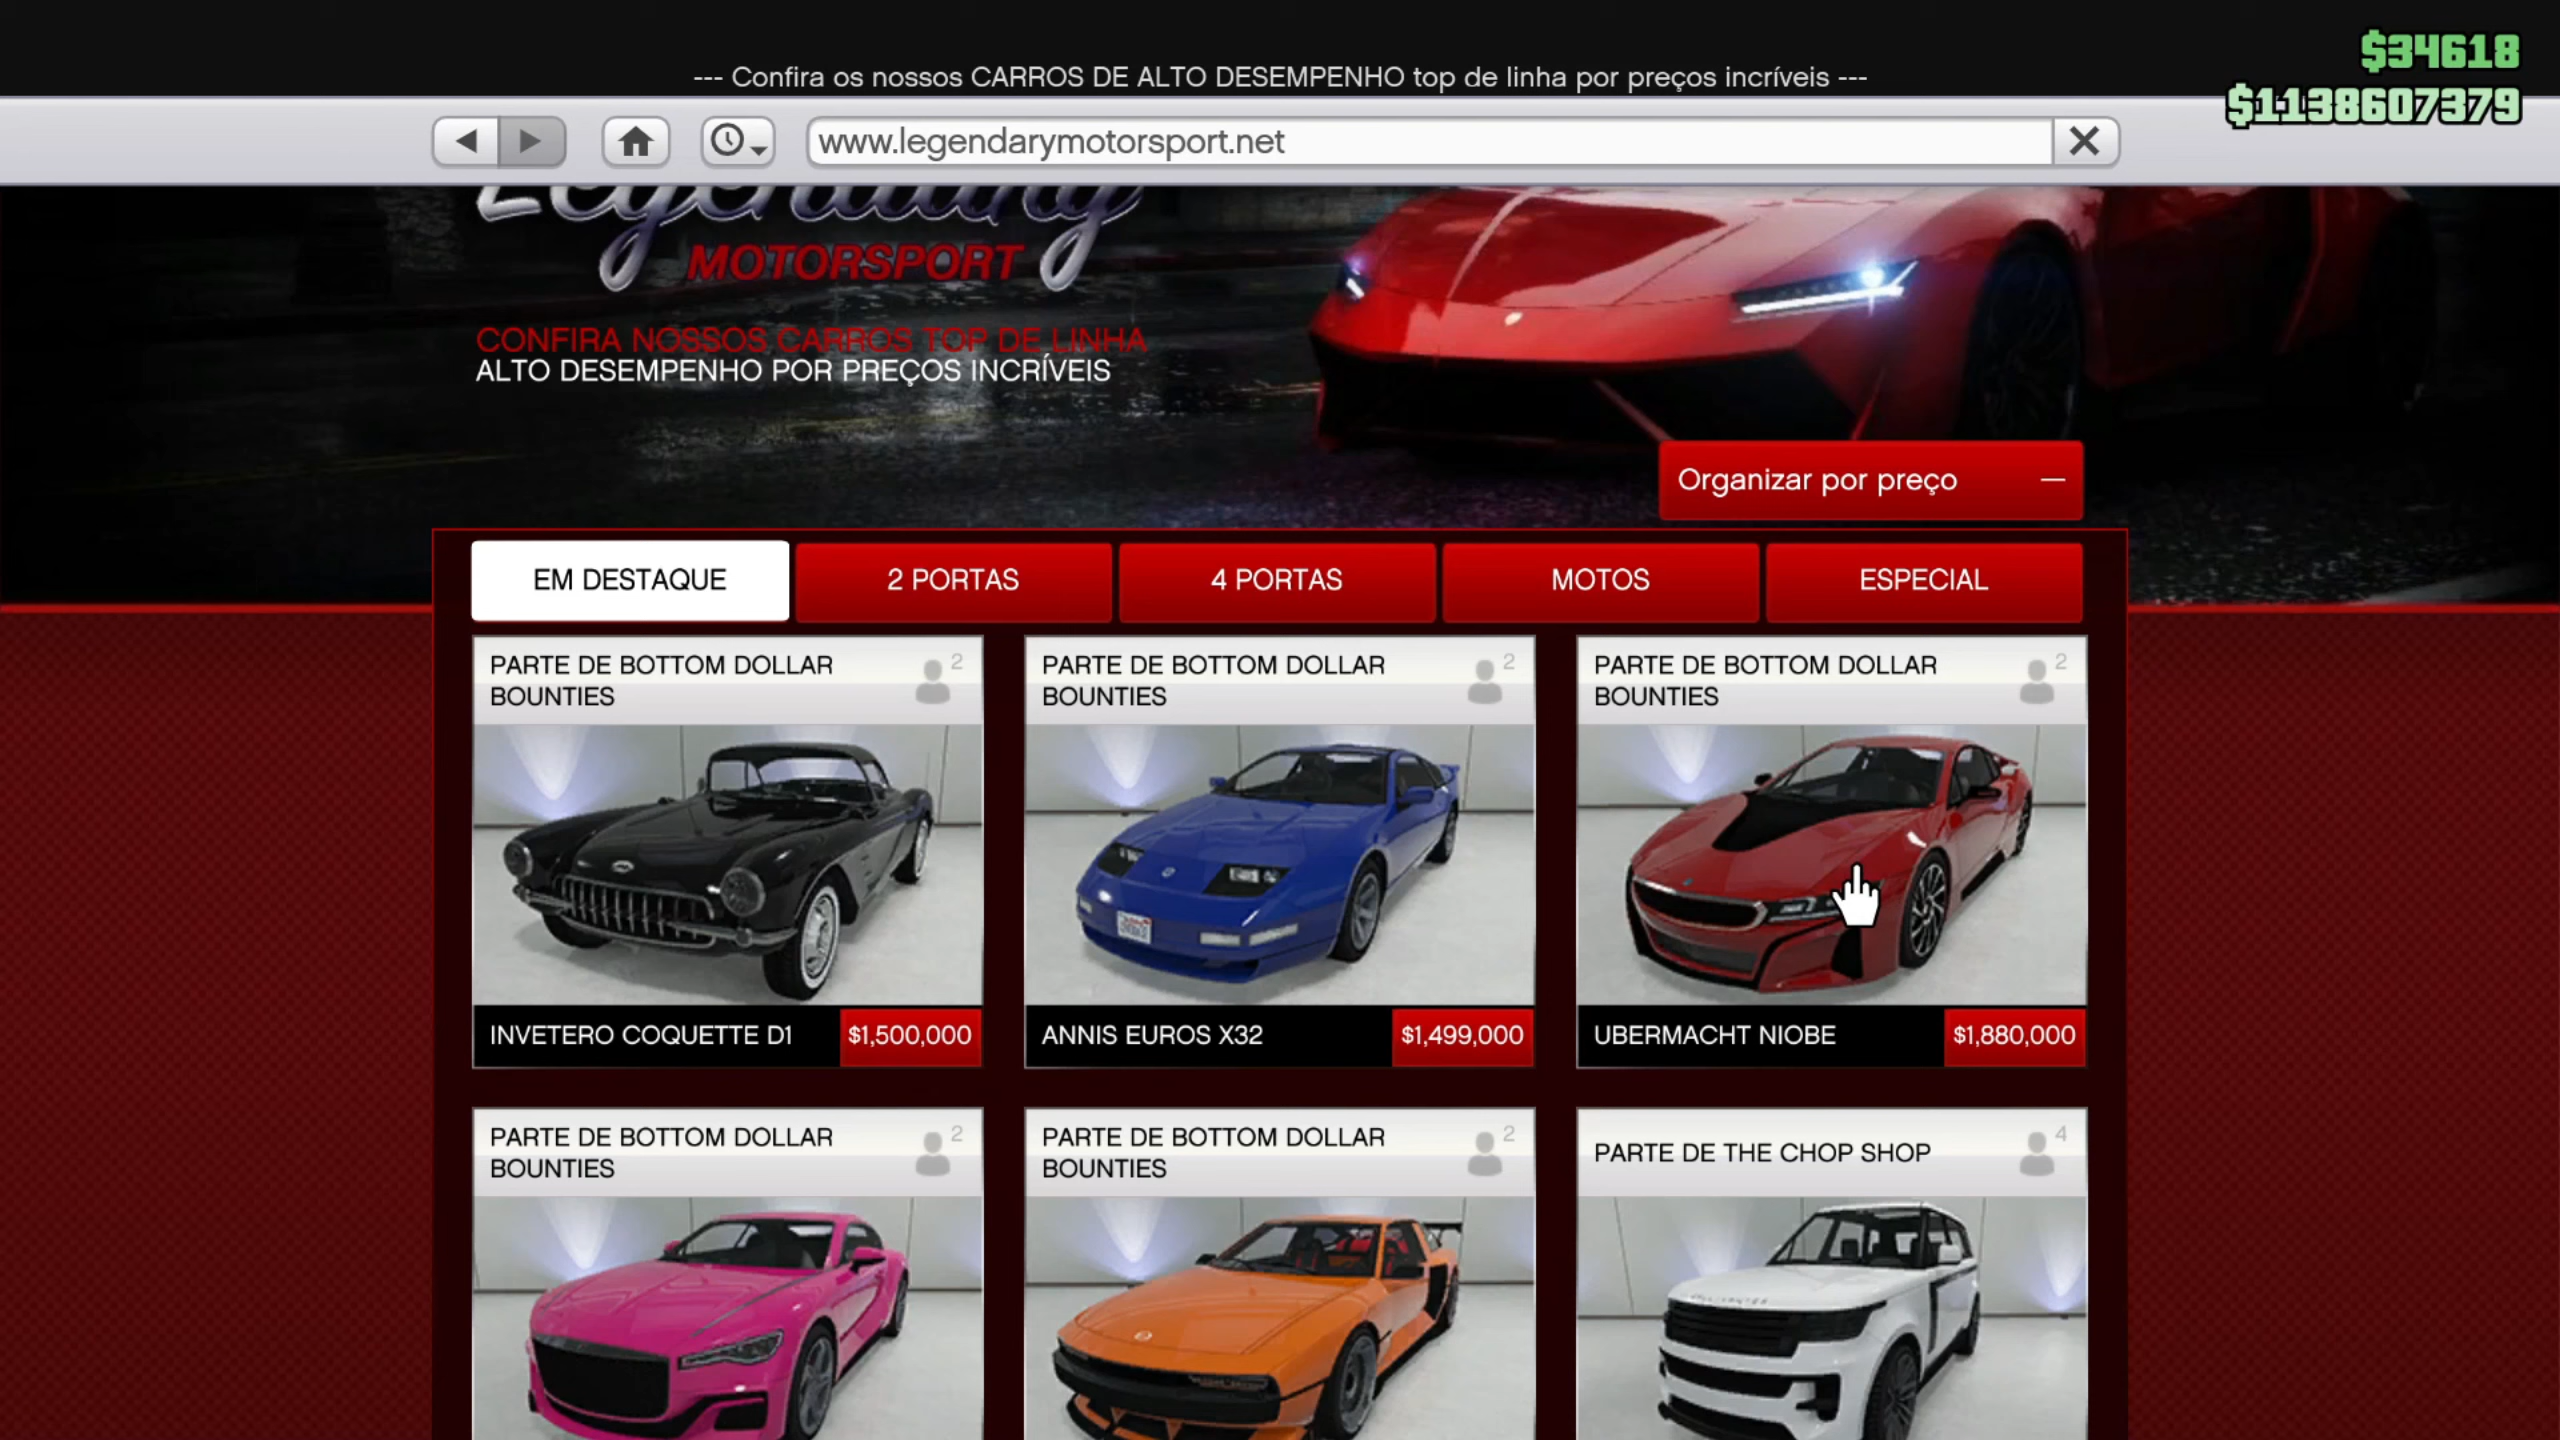 --- Confira os nossos CARROS DE ALTO DESEMPENHO top de linha por preços incríveis ---
$34618
$1138607379
www.legendarymotorsport.net
Legendary
MOTORSPORT
CONFIRA NOSSOS CARROS TOP DE LINHA
ALTO DESEMPENHO POR PREÇOS INCRÍVEIS
Organizar por preço
EM DESTAQUE
2 PORTAS
4 PORTAS
MOTOS
ESPECIAL
PARTE DE BOTTOM DOLLAR
BOUNTIES
2
PARTE DE BOTTOM DOLLAR
BOUNTIES
2
PARTE DE BOTTOM DOLLAR
BOUNTIES
2
INVETERO COQUETTE D1
$1,500,000
ANNIS EUROS X32
$1,499,000
UBERMACHT NIOBE
$1,880,000
PARTE DE BOTTOM DOLLAR
BOUNTIES
2
PARTE DE BOTTOM DOLLAR
BOUNTIES
2
PARTE DE THE CHOP SHOP
4